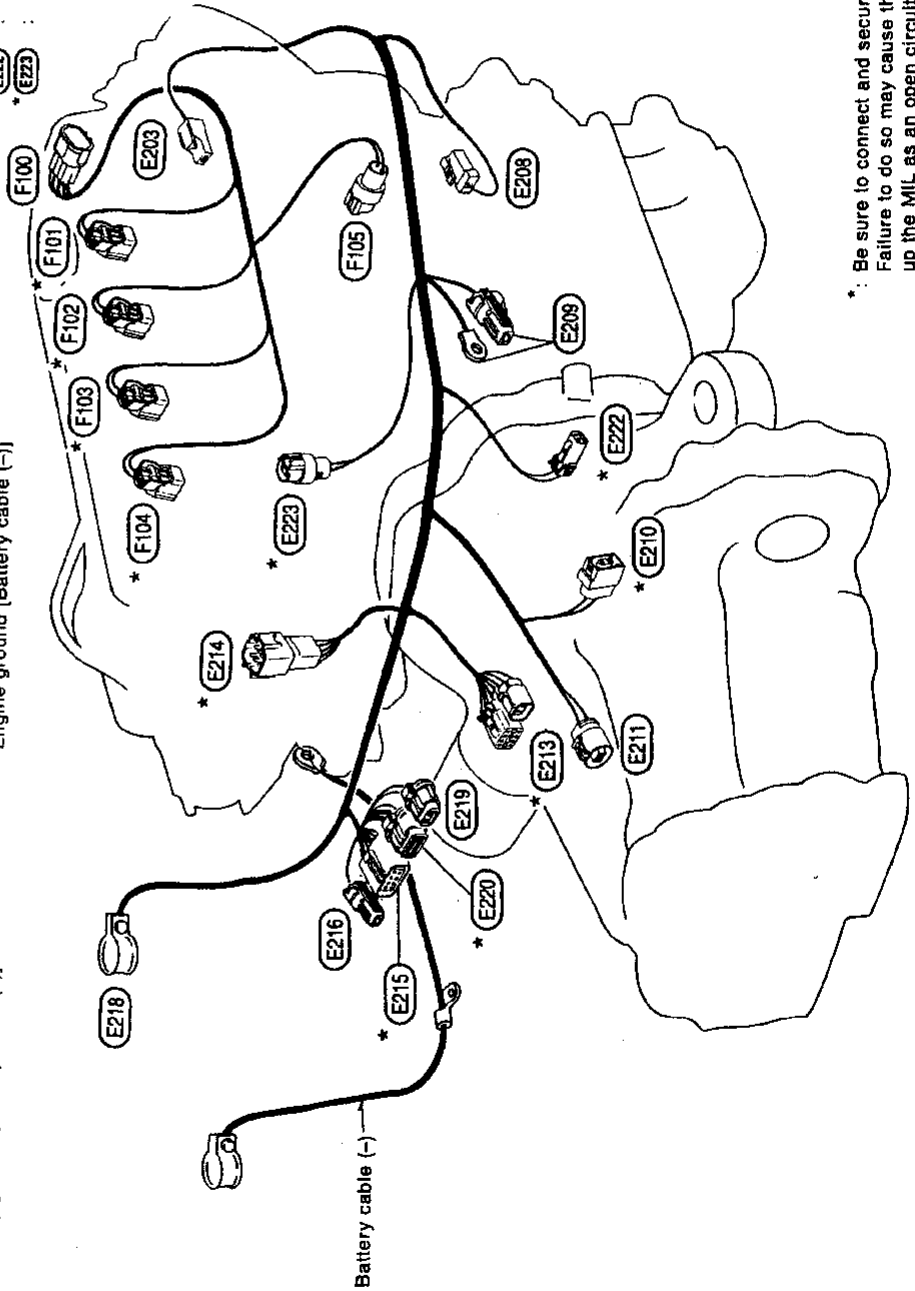 Engine ground [Battery cable (–)]
* E223 :
F100
* F101
* F102
* F103
* F104
E203
F105
E208
E209
* E222
* E223
* E210
E211
* E214
* E213
E219
* E220
E216
* E215
E218
Battery cable (–)
* : Be sure to connect and secur
Failure to do so may cause th
up the MIL as an open circuit